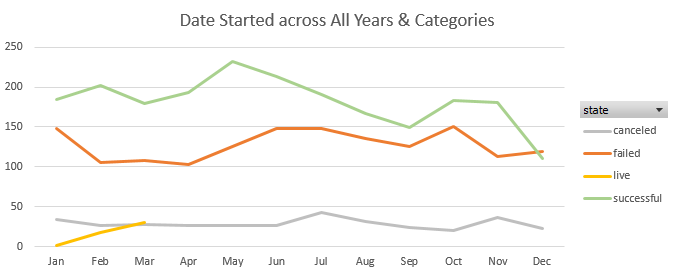 Date Started across All Years & Categories
250
200
150
100
50
0
Jan Feb Mar Apr May Jun Jul Aug Sep Oct Nov Dec
state
canceled
failed
live
successful